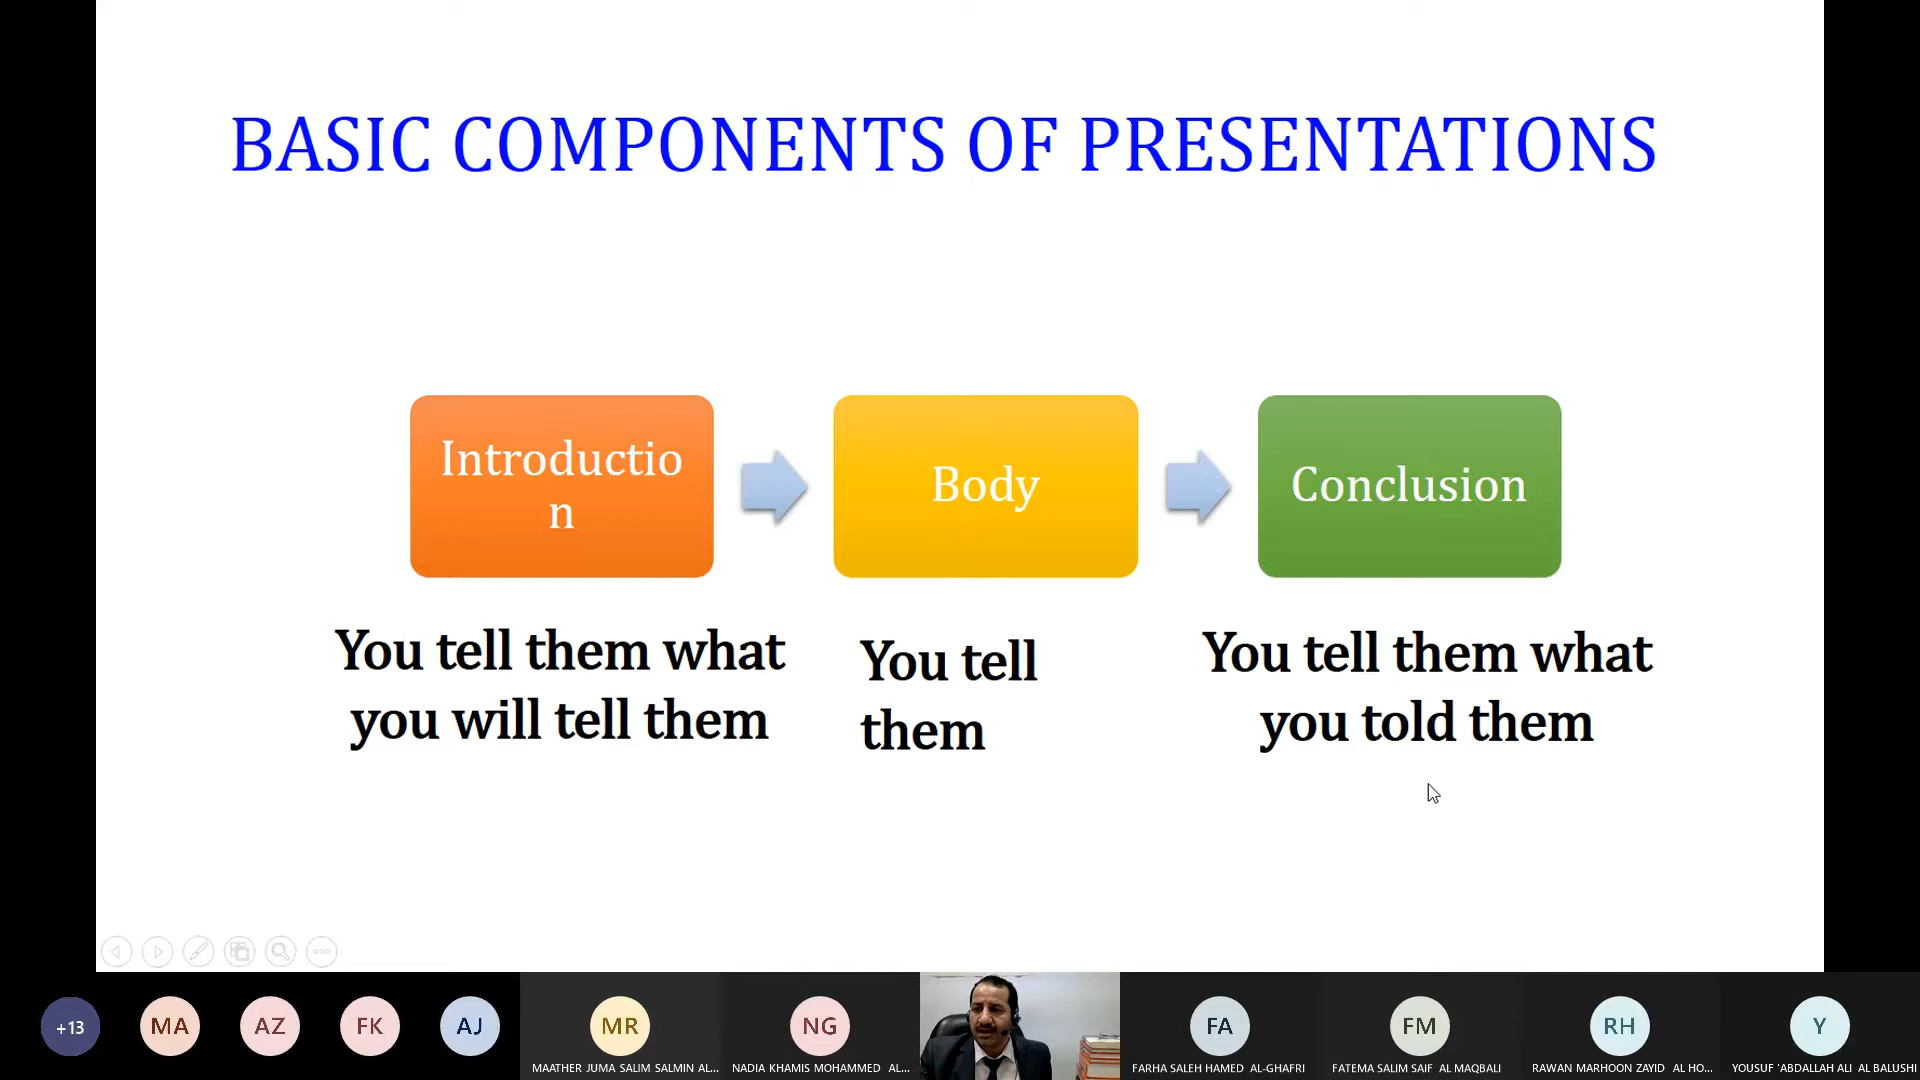 BASIC COMPONENTS OF PRESENTATIONS
Introductio
n
Body
Conclusion
You tell them what
you will tell them
You tell
them
You tell them what
you told them
+13
MA
AZ
FK
AJ
MR
NG
FA
FM
RH
Y
MAATHER JUMA SALIM SALMIN AL...
NADIA KHAMIS MOHAMMED AL...
FARHA SALEH HAMED AL-GHAFRI
FATEMA SALIM SAIF AL MAQBALI
RAWAN MARHOON ZAYID AL HO...
YOUSUF 'ABDALLAH ALI AL BALUSHI